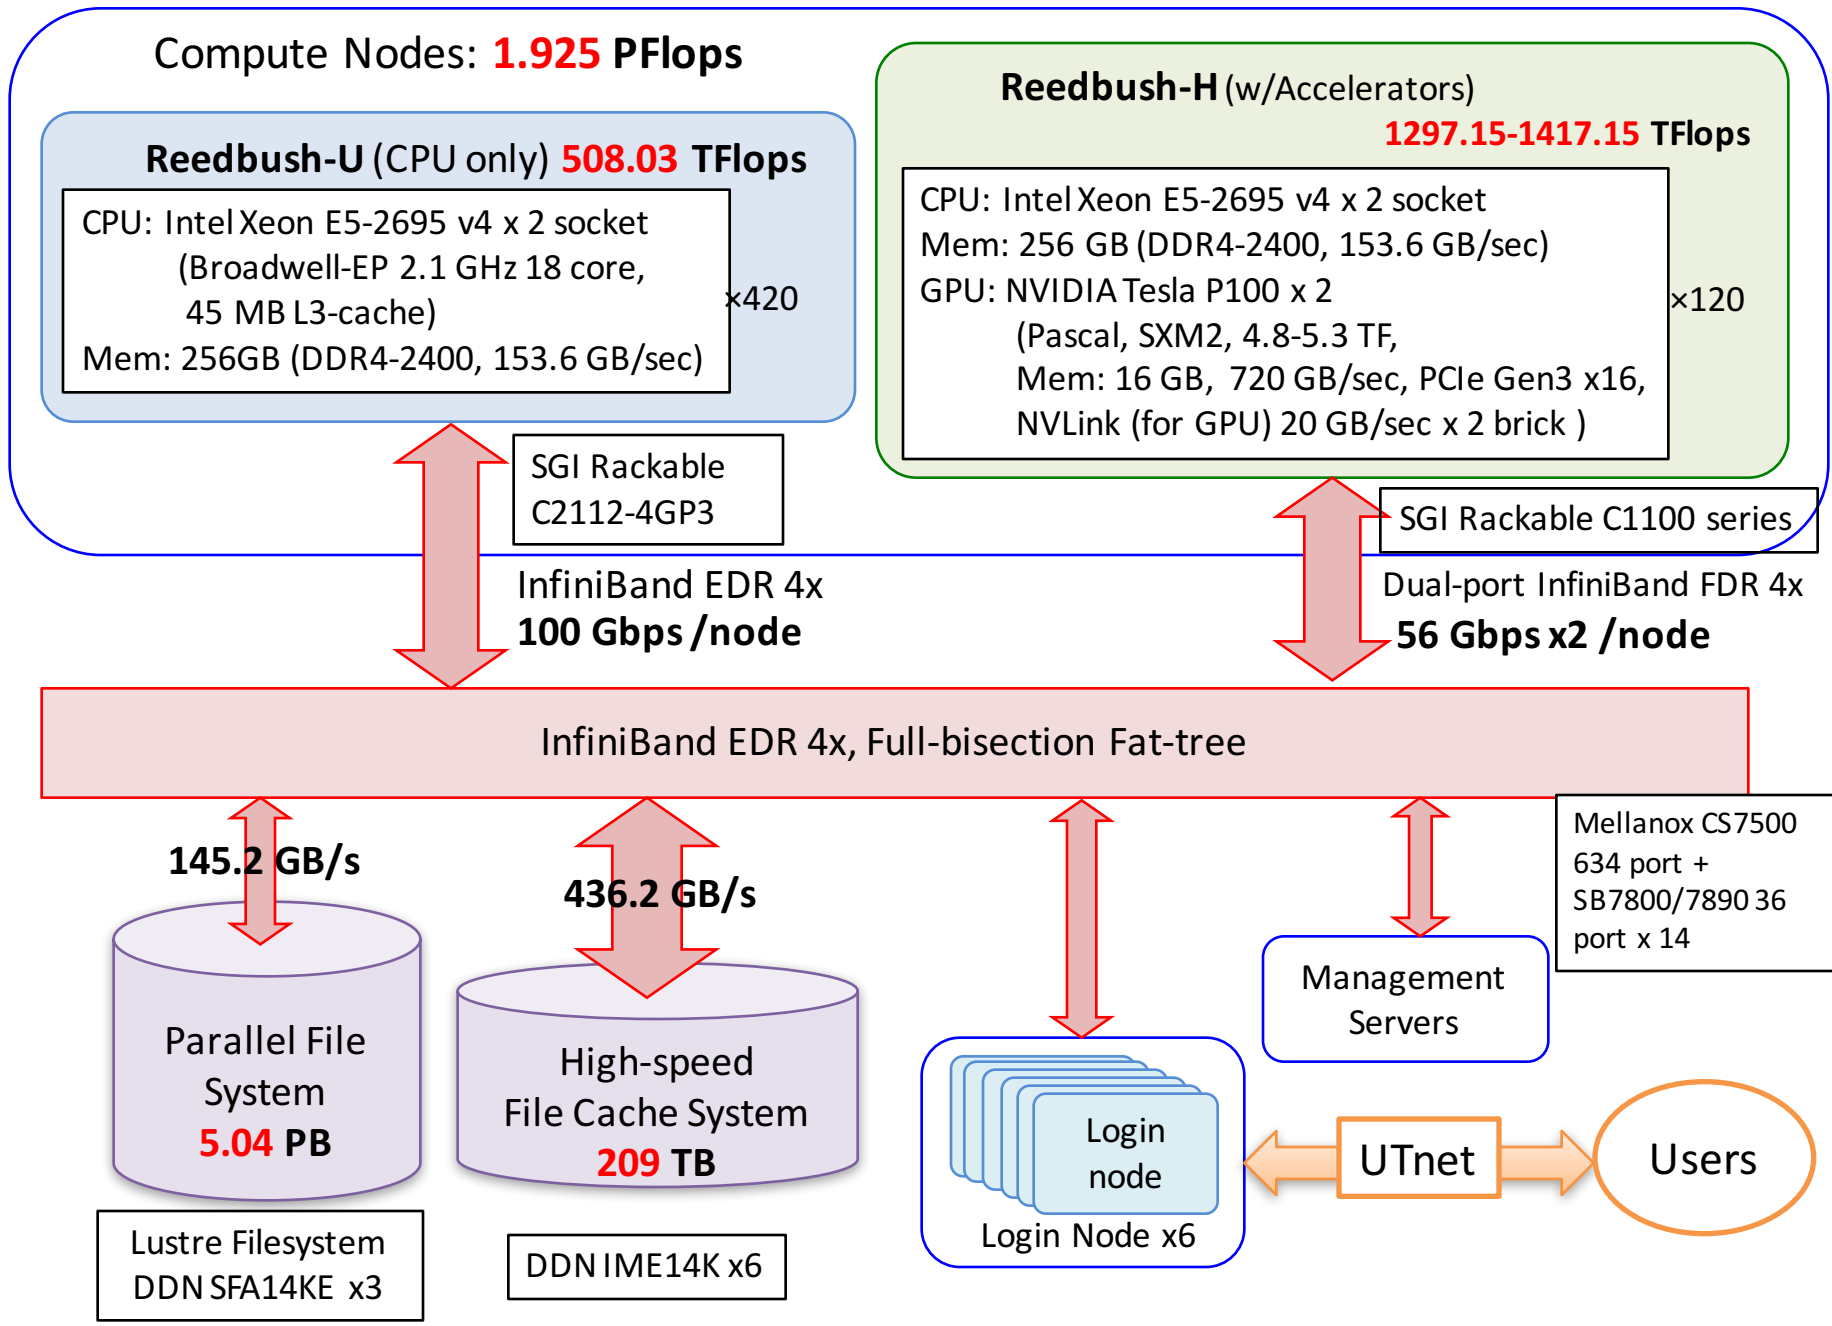 Compute Nodes: 1.925 PFlops
Reedbush-U (CPU only) 508.03 TFlops
CPU: Intel Xeon E5-2695 v4 x 2 socket
(Broadwell-EP 2.1 GHz 18 core,
45 MB L3-cache)
Mem: 256GB (DDR4-2400, 153.6 GB/sec)
×420
SGI Rackable
C2112-4GP3
InfiniBand EDR 4x
100 Gbps /node
Reedbush-H (w/Accelerators)
1297.15-1417.15 TFlops
CPU: Intel Xeon E5-2695 v4 x 2 socket
Mem: 256 GB (DDR4-2400, 153.6 GB/sec)
GPU: NVIDIA Tesla P100 x 2
(Pascal, SXM2, 4.8-5.3 TF,
Mem: 16 GB, 720 GB/sec, PCIe Gen3 x16,
NVLink (for GPU) 20 GB/sec x 2 brick )
×120
SGI Rackable C1100 series
Dual-port InfiniBand FDR 4x
56 Gbps x2 /node
InfiniBand EDR 4x, Full-bisection Fat-tree
145.2 GB/s
436.2 GB/s
Mellanox CS7500
634 port +
SB7800/7890 36
port x 14
Parallel File
System
5.04 PB
Lustre Filesystem
DDN SFA14KE x3
High-speed
File Cache System
209 TB
DDN IME14K x6
Management
Servers
Login
node
Login Node x6
UTnet
Users